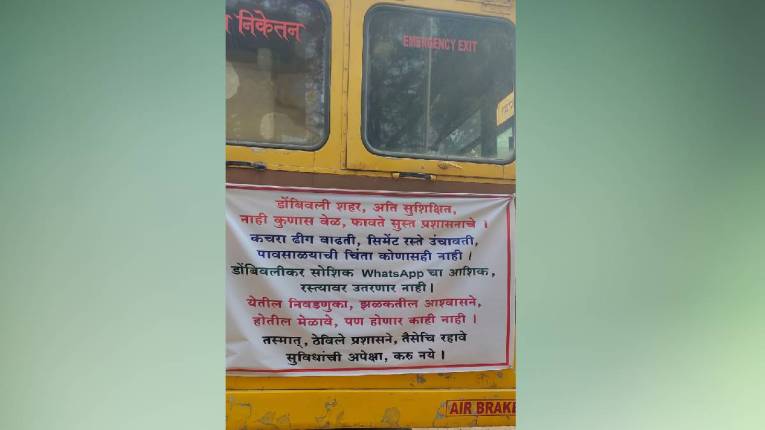 निकेतन
EMERGENCY EXIT
डोंबिवली शहर, अति सुशिक्षित,
नाही कुणास वेळ, फावते सुस्त प्रशासनाचे ।
कचरा ढीग वाढती, सिमेंट रस्ते उंचावती,
पावसाळयाची चिंता कोणासही नाही ।
डोंबिवलीकर सोशिक WhatsApp चा आशिक,
रस्त्यावर उतरणार नाही ।
येतील निवडणुका, झळकतील आश्वासने,
होतील मेळावे, पण होणार काही नाही ।
तस्मात्, ठेविले प्रशासने, तैसेचि रहावे
सुविधांची अपेक्षा, करु नये ।
AIR BRAKE